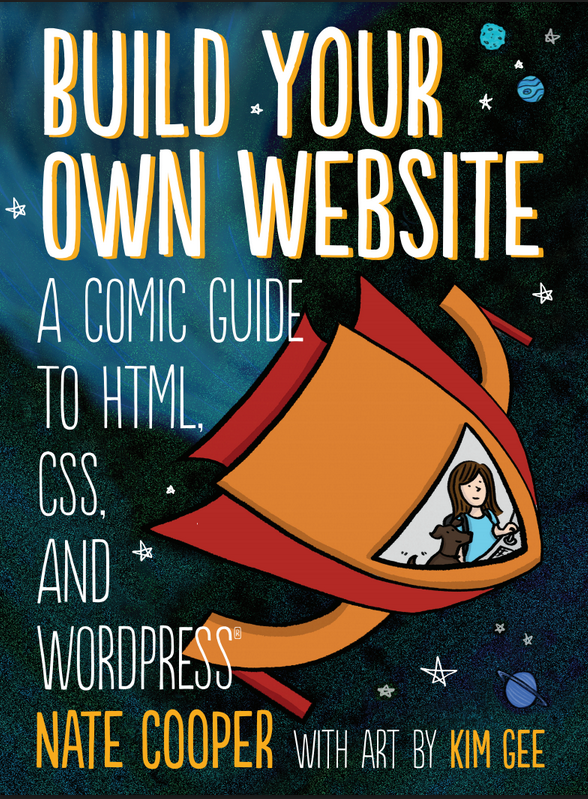 BUILD YOUR
OWN WEBSITE
A COMIC GUIDE
TO HTML,
CSS,
AND
WORDPRESS®
NATE COOPER WITH ART BY KIM GEE